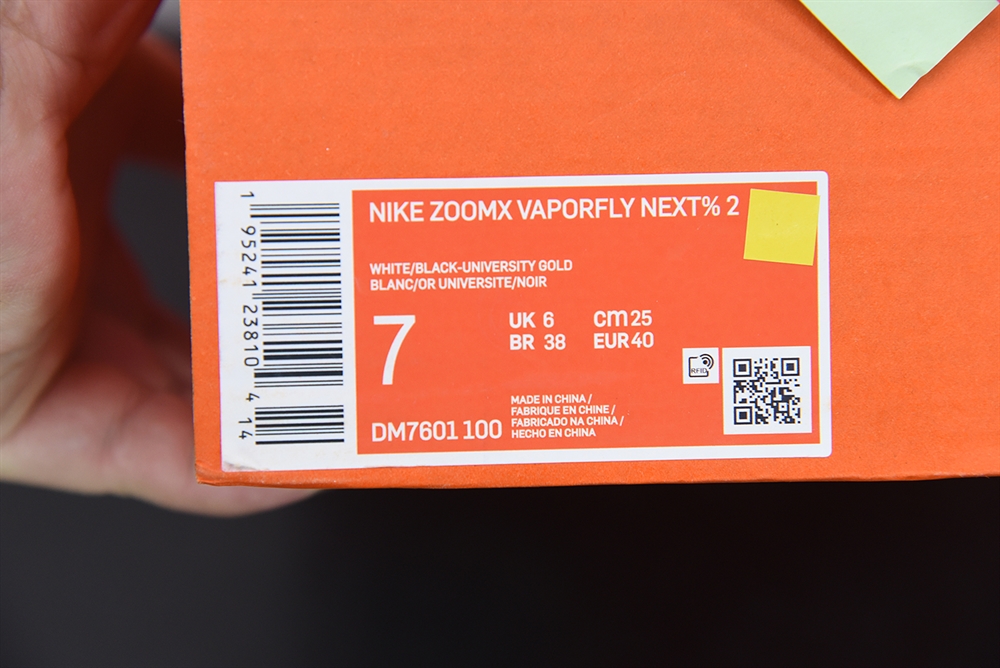 NIKE ZOOMX VAPORFLY NEXT% 2
WHITE/BLACK-UNIVERSITY GOLD
BLANC/OR UNIVERSITE/NOIR
7
UK 6
cm 25
BR 38
EUR 40
RFID
DM7601 100
MADE IN CHINA /
FABRIQUE EN CHINE /
FABRICADO NA CHINA /
HECHO EN CHINA
1 95241 23810 4 14